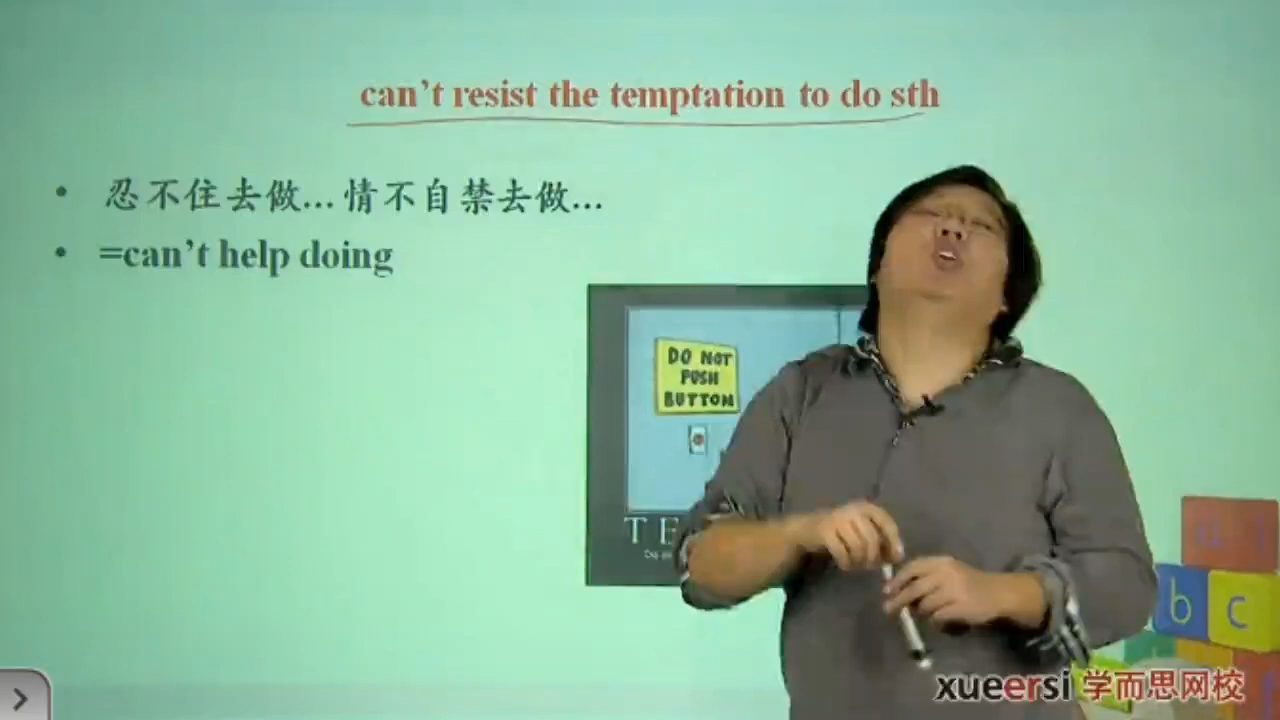 can't resist the temptation to do sth
• 忍不住去做... 情不自禁去做...
• =can't help doing
DO NOT
PUSH
BUTTON
TE
b
c
xueersi 学而思网校